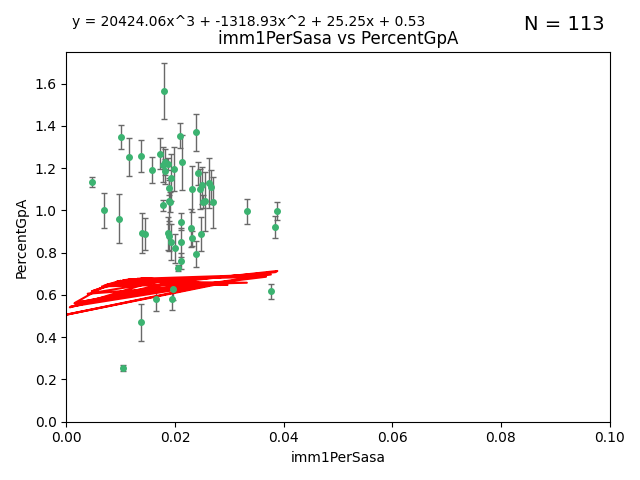 y = 20424.06x^3 + -1318.93x^2 + 25.25x + 0.53
N = 113
imm1PerSasa vs PercentGpA
1.6
1.4
1.2
1.0
0.8
0.6
0.4
0.2
0.0
PercentGpA
0.00 0.02 0.04 0.06 0.08 0.10
imm1PerSasa